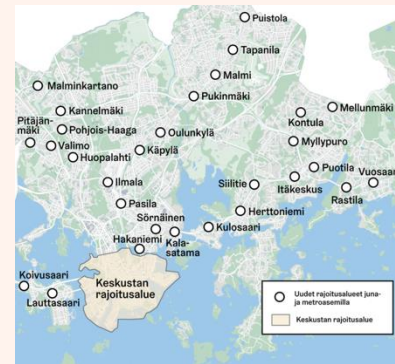 Puistola
Tapanila
Malmi
Malminkartano
Pukinmäki
Mellunmäki
Kannelmäki
Kontula
Pitäjän-
mäki
Pohjois-Haaga
Oulunkylä
Valimo
Käpylä
Myllypuro
Huopalahti
Puotila
Vuosaari
Ilmala
Siilitie
Itäkeskus
Rastila
Pasila
Herttoniemi
Sörnäinen
Kulosaari
Hakaniemi
Kala-
satama
Koivusaari
Keskustan
rajoitusalue
Lauttasaari
Uudet rajoitusalueet juna-
ja metroasemilla
Keskustan rajoitusalue